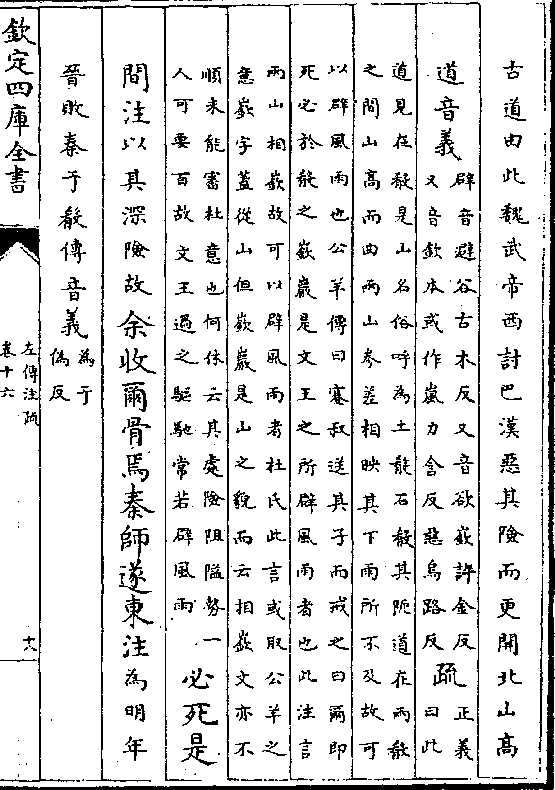 古道由此魏武帝西討巴漢惡其險而更開北山高
道音義
辟音避谷古木反又音欲嶔許金反
又音欽本或作嵐力含反惡烏路反
疏
正義
曰此
道見在殽是山名俗呼為土殽石殽其阨道在兩殽
之間山高而曲兩山參差相映其下雨所不及故可
以辟風雨也公羊傳曰蹇叔送其子而戒之曰爾即
死必於殽之嶔巖是文王之所辟風雨者也此注言
兩山相嶔故可以辟風雨者杜氏此言或取公羊之
意嶔字蓋從山但嶔巖是山之貌而云相嶔文亦不
順未能審杜意也何休云其處險阻隘勢一
人可要百故文王過之驅馳常若辟風雨
必死是
間注以其深險故余收爾骨焉秦師遂東注為明年
晉敗秦于殽傳音義
為于
偽反
欽定四庫全書
左傳注疏
卷十六
十八